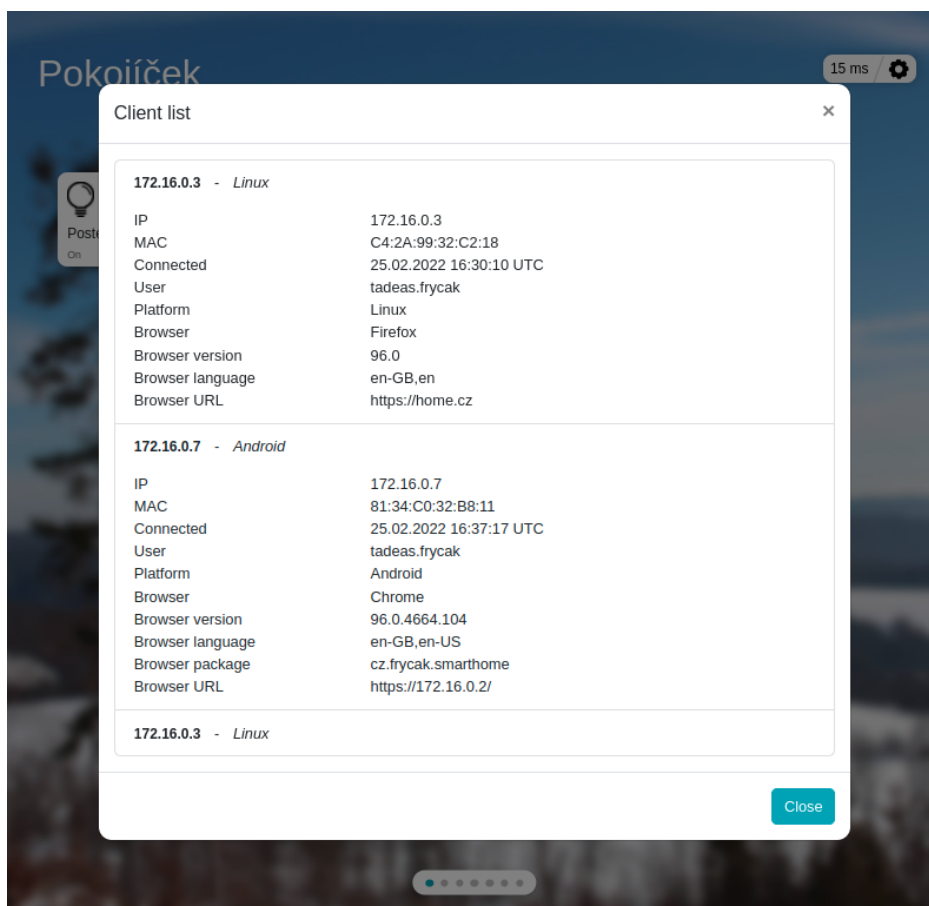 Pokojíček
15 ms
Client list
×
172.16.0.3 - Linux
IP 172.16.0.3
MAC C4:2A:99:32:C2:18
Connected 25.02.2022 16:30:10 UTC
User tadeas.frycak
Platform Linux
Browser Firefox
Browser version 96.0
Browser language en-GB,en
Browser URL https://home.cz
172.16.0.7 - Android
IP 172.16.0.7
MAC 81:34:C0:32:B8:11
Connected 25.02.2022 16:37:17 UTC
User tadeas.frycak
Platform Android
Browser Chrome
Browser version 96.0.4664.104
Browser language en-GB,en-US
Browser package cz.frycak.smarthome
Browser URL https://172.16.0.2/
172.16.0.3 - Linux
Close
On